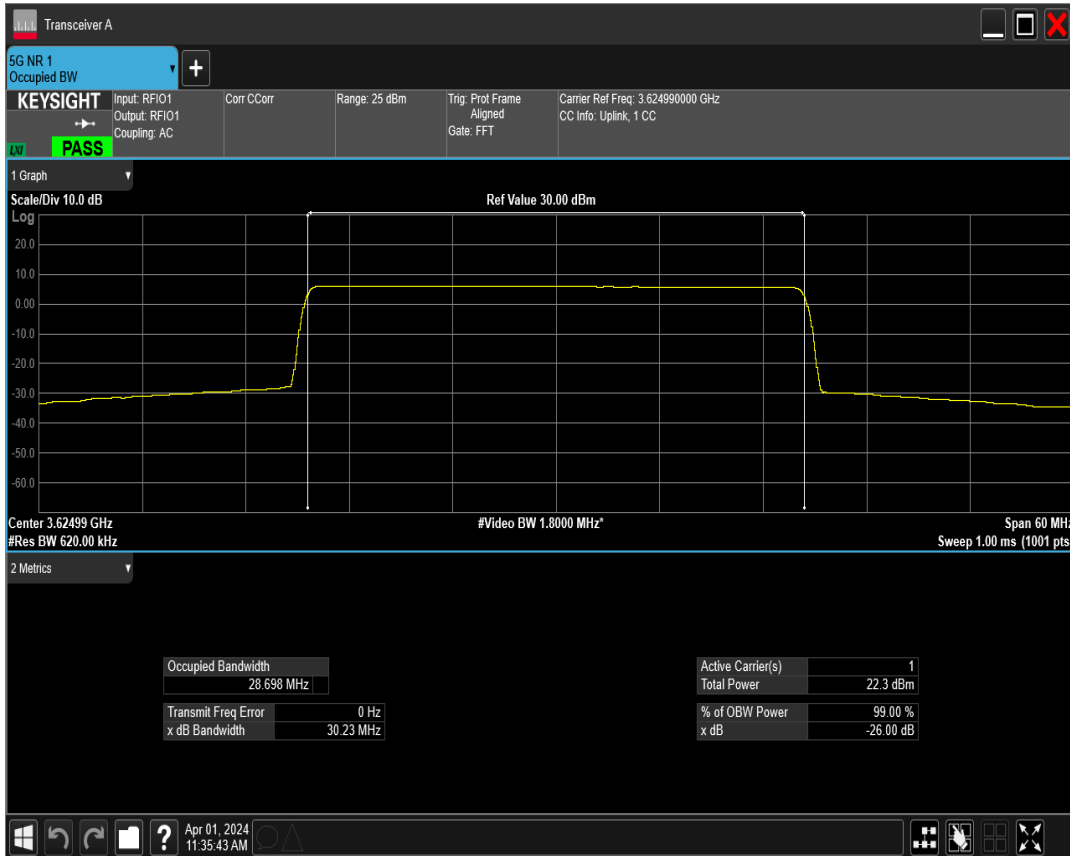 Transceiver A
5G NR 1
Occupied BW
KEYSIGHT
LXI
PASS
Input: RFIO1
Output: RFIO1
Coupling: AC
Corr CCorr
Range: 25 dBm
Trig: Prot Frame
Aligned
Gate: FFT
Carrier Ref Freq: 3.624990000 GHz
CC Info: Uplink, 1 CC
1 Graph
Scale/Div 10.0 dB
Ref Value 30.00 dBm
Log
20.0
10.0
0.00
-10.0
-20.0
-30.0
-40.0
-50.0
-60.0
Center 3.62499 GHz
#Video BW 1.8000 MHz*
Span 60 MHz
#Res BW 620.00 kHz
Sweep 1.00 ms (1001 pts
2 Metrics
Occupied Bandwidth
28.698 MHz
Transmit Freq Error 0 Hz
x dB Bandwidth 30.23 MHz
Active Carrier(s) 1
Total Power 22.3 dBm
% of OBW Power 99.00 %
x dB -26.00 dB
?
Apr 01, 2024
11:35:43 AM